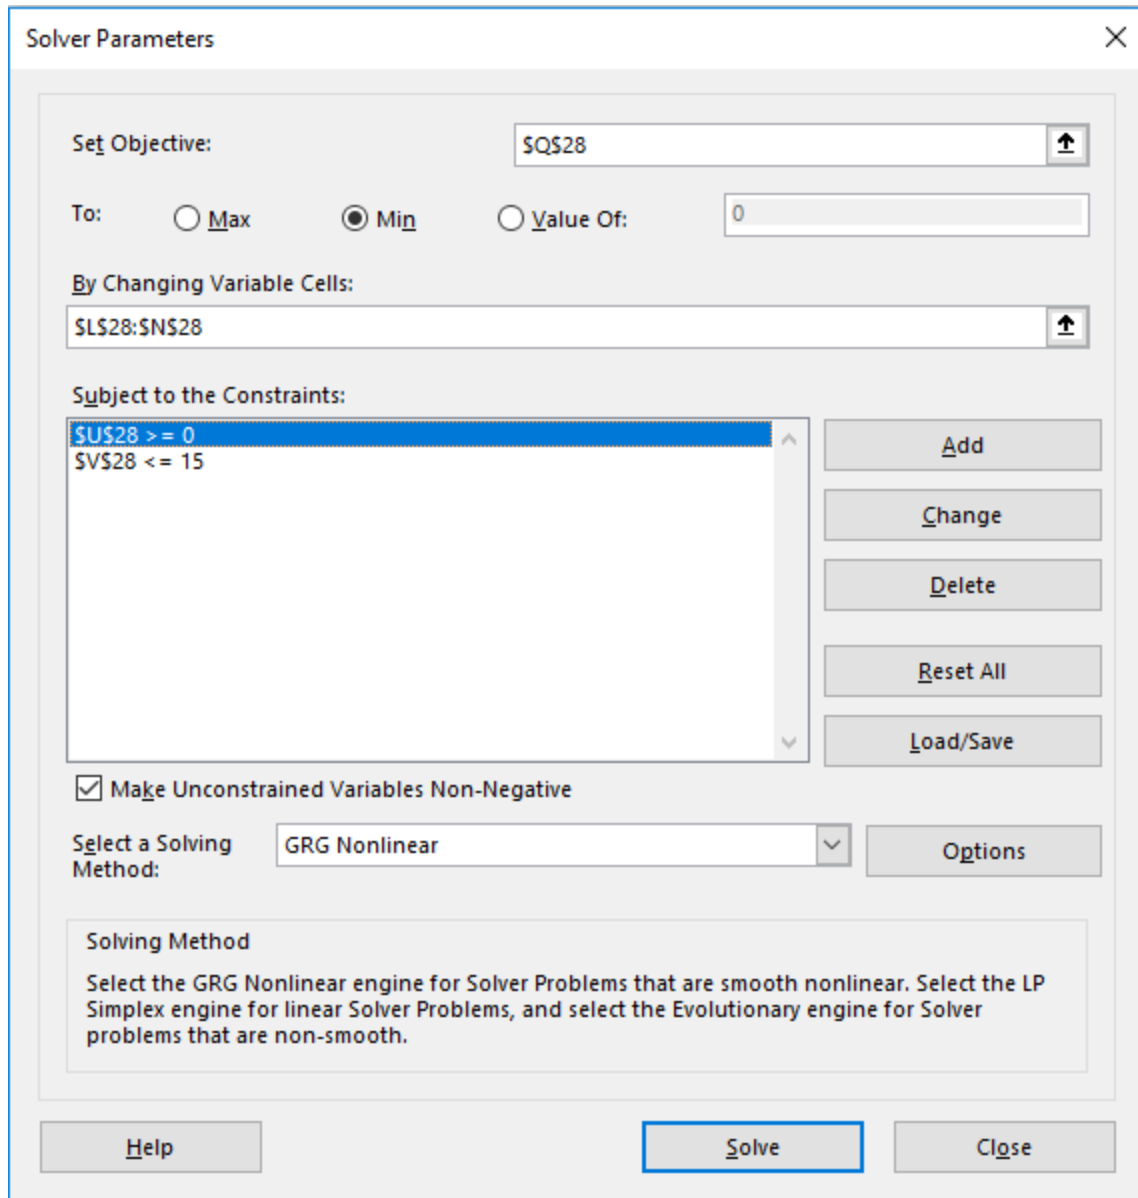 Solver Parameters
Set Objective:
$Q$28
To:
Max
Min
Value Of:
0
By Changing Variable Cells:
$L$28:$N$28
Subject to the Constraints:
$U$28 >= 0
$V$28 <= 15
Add
Change
Delete
Reset All
Load/Save
Make Unconstrained Variables Non-Negative
Select a Solving
Method:
GRG Nonlinear
Options
Solving Method
Select the GRG Nonlinear engine for Solver Problems that are smooth nonlinear. Select the LP
Simplex engine for linear Solver Problems, and select the Evolutionary engine for Solver
problems that are non-smooth.
Help
Solve
Close